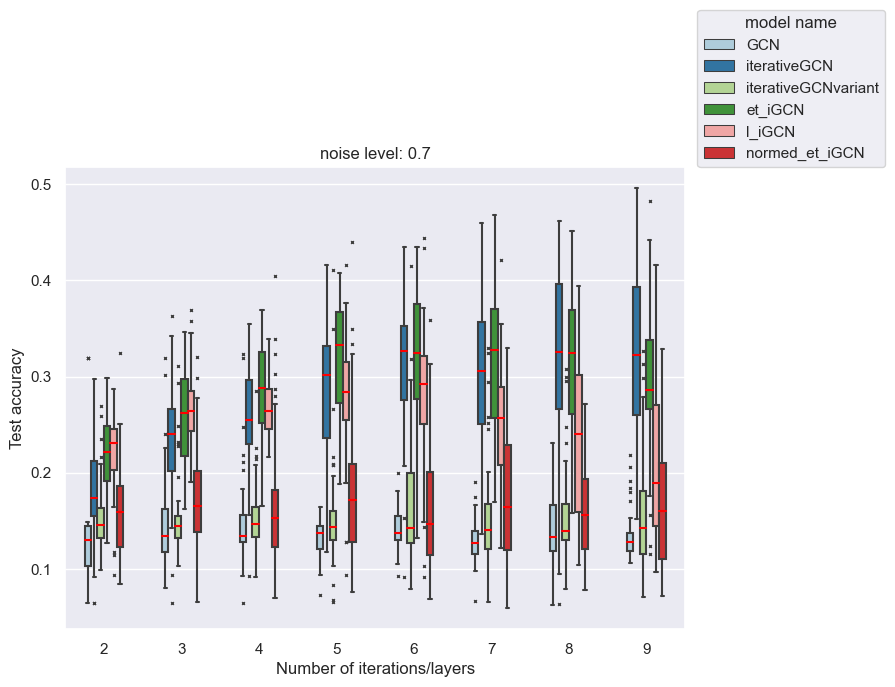 model name
GCN
iterativeGCN
iterativeGCNvariant
et_iGCN
l_iGCN
normed_et_iGCN
noise level: 0.7
0.5
0.4
0.3
0.2
0.1
Test accuracy
2 3 4 5 6 7 8 9
Number of iterations/layers